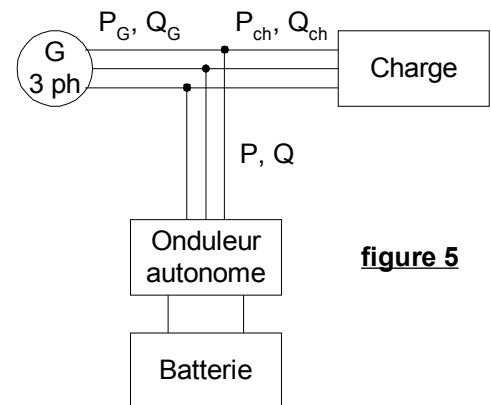 P_G, Q_G
P_ch, Q_ch
G
3 ph
Charge
P, Q
Onduleur
autonome
figure 5
Batterie